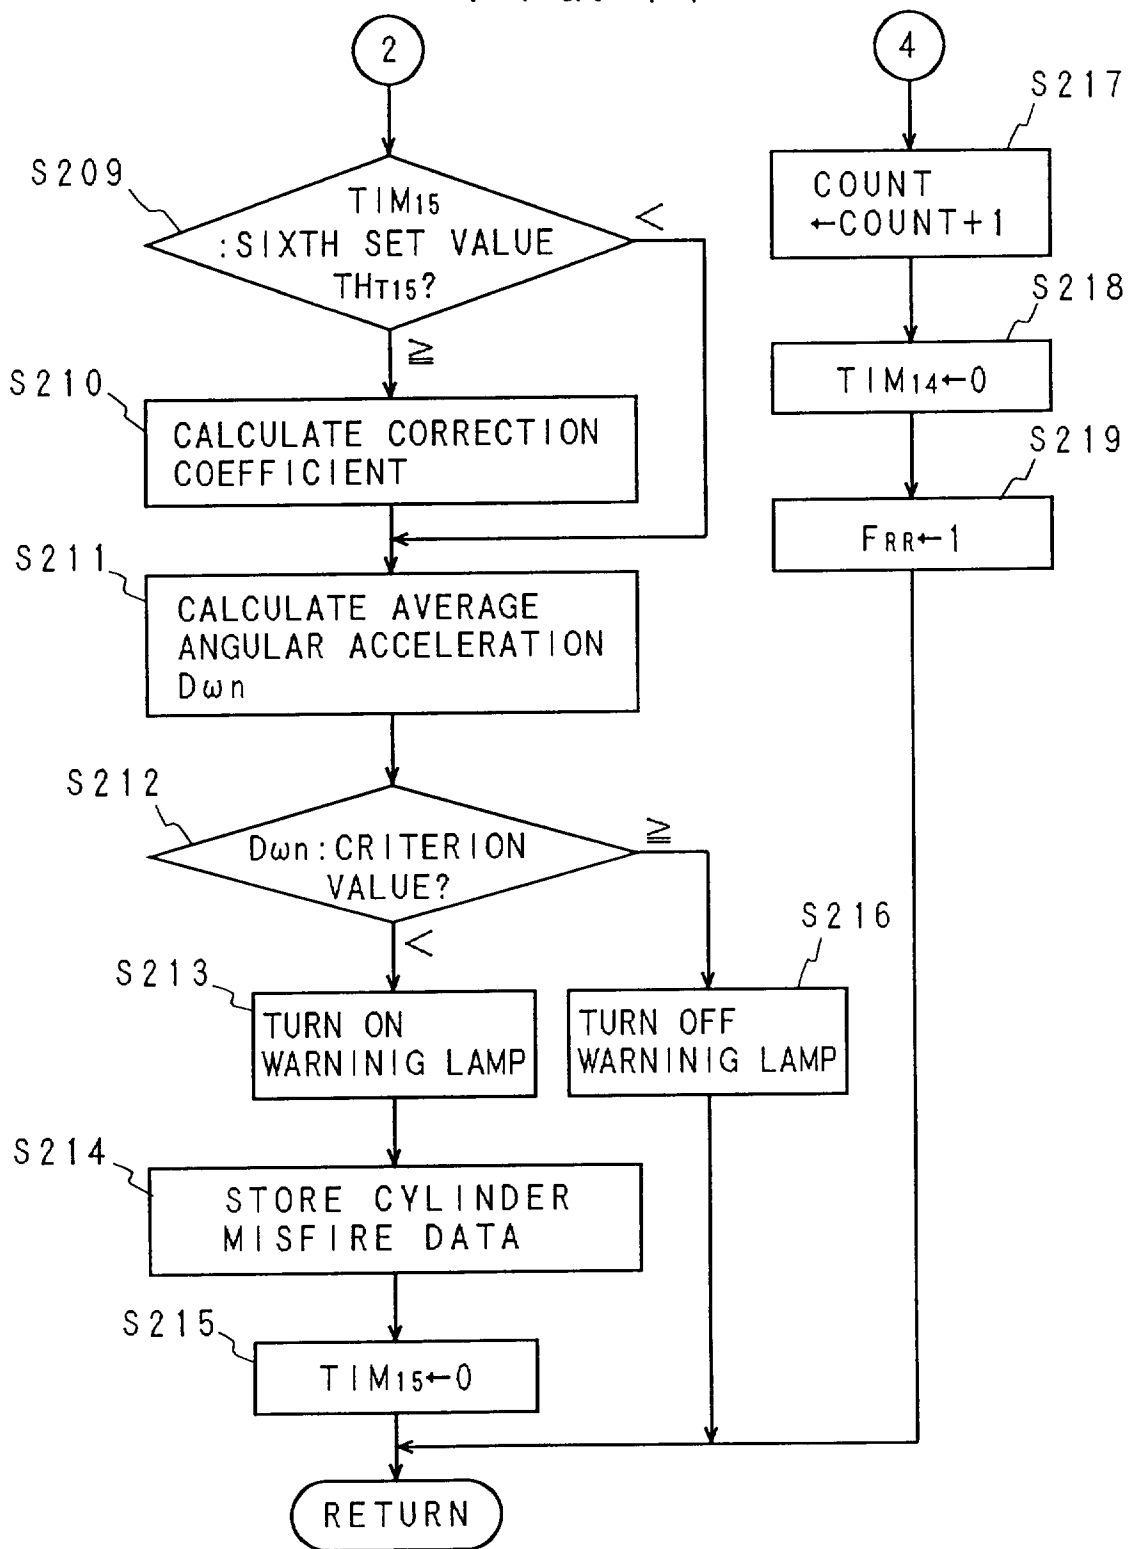 2
S209
TIM15
:SIXTH SET VALUE
THT15?
<
≧
S210
CALCULATE CORRECTION
COEFFICIENT
S211
CALCULATE AVERAGE
ANGULAR ACCELERATION
Dωn
S212
Dωn:CRITERION
VALUE?
≧
<
S213
TURN ON
WARNINIG LAMP
S216
TURN OFF
WARNINIG LAMP
S214
STORE CYLINDER
MISFIRE DATA
S215
TIM15←0
RETURN
4
S217
COUNT
←COUNT+1
S218
TIM14←0
S219
FRR←1